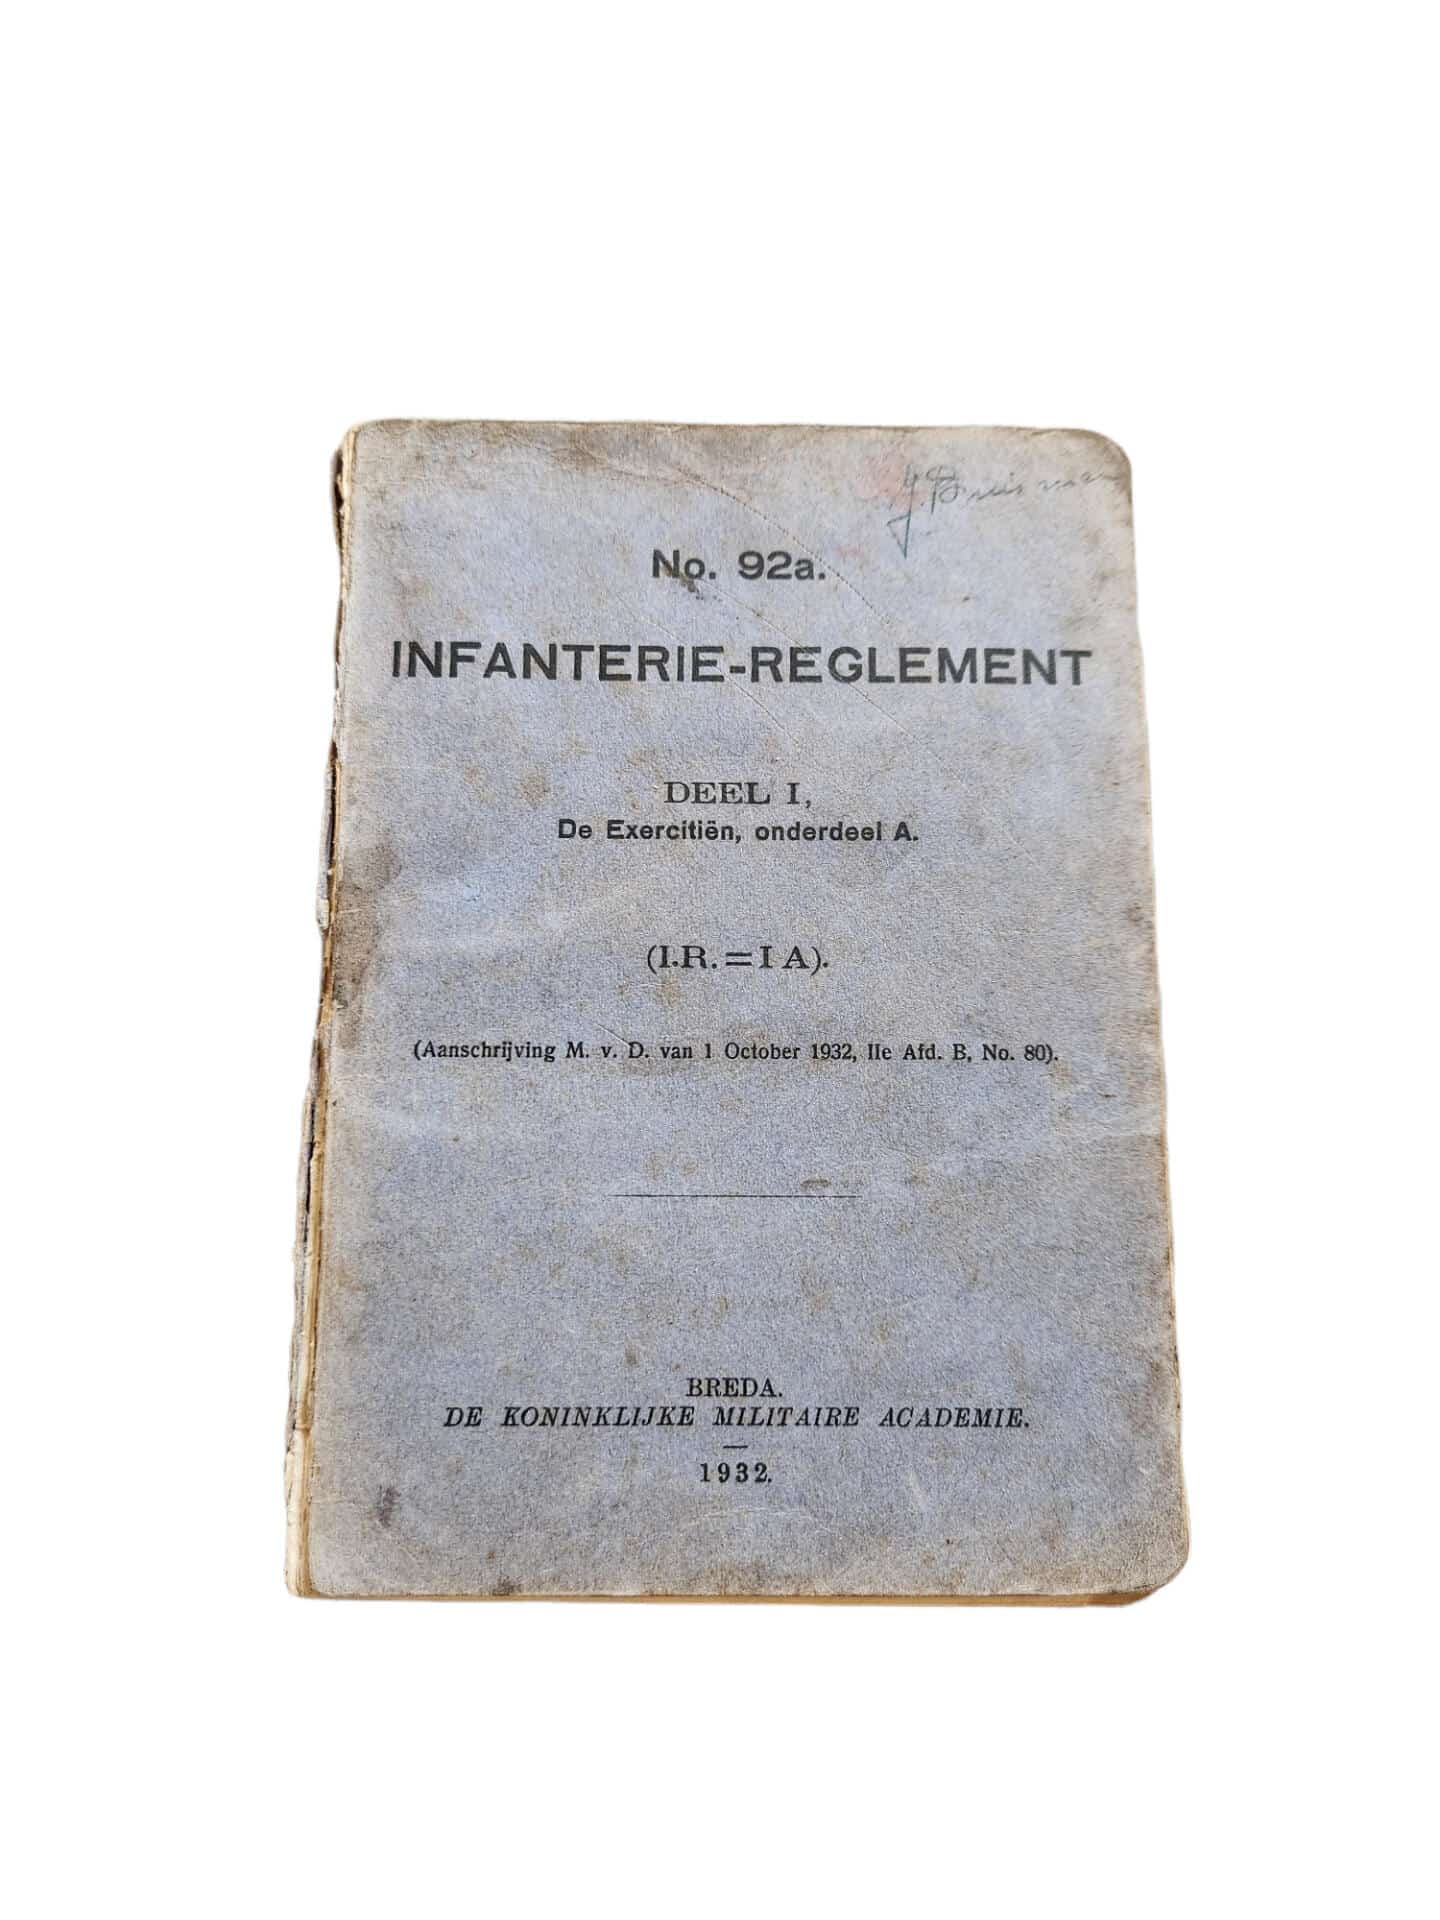 J. Buisman
No. 92a.
INFANTERIE-REGLEMENT
DEEL I,
De Exercitiën, onderdeel A.
(I.R.=I A).
(Aanschrijving M. v. D. van 1 October 1932, IIe Afd. B, No. 80).
BREDA.
DE KONINKLIJKE MILITAIRE ACADEMIE.
1932.